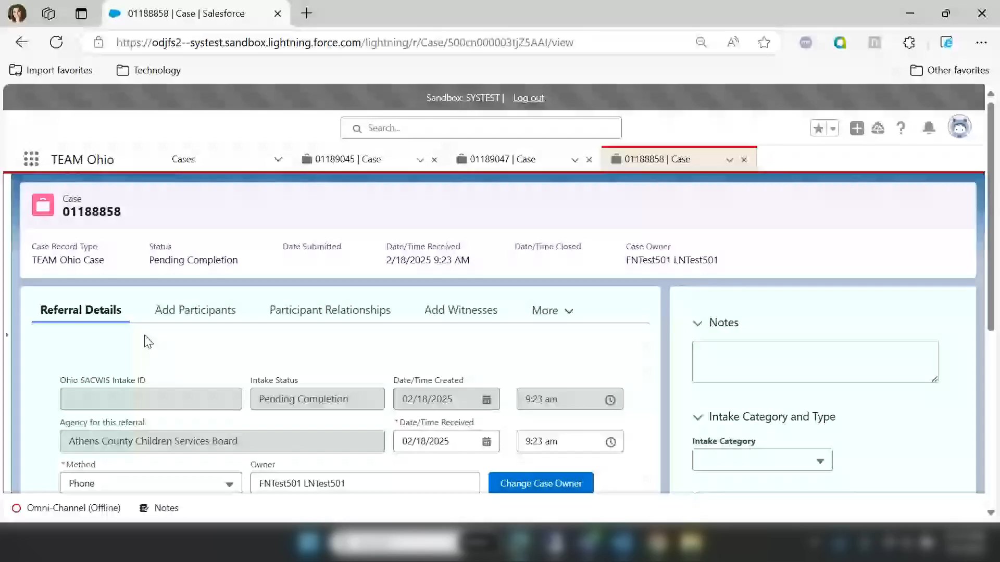 01188858 | Case | Salesforce
https://odjfs2--systest.sandbox.lightning.force.com/lightning/r/Case/500cn000003tjZ5AAI/view
Import favorites
Technology
Other favorites
Sandbox: SYSTEST |
Log out
Search...
TEAM Ohio
Cases
01189045 | Case
01189047 | Case
01188858 | Case
Case
01188858
Case Record Type
Status
Date Submitted
Date/Time Received
Date/Time Closed
Case Owner
TEAM Ohio Case
Pending Completion
2/18/2025 9:23 AM
FNTest501 LNTest501
Referral Details
Add Participants
Participant Relationships
Add Witnesses
More
Notes
Ohio SACWIS Intake ID
Intake Status
Date/Time Created
Pending Completion
02/18/2025
9:23 am
Agency for this referral
* Date/Time Received
Athens County Children Services Board
02/18/2025
9:23 am
Intake Category and Type
Intake Category
* Method
Owner
Phone
FNTest501 LNTest501
Change Case Owner
Omni-Channel (Offline)
Notes